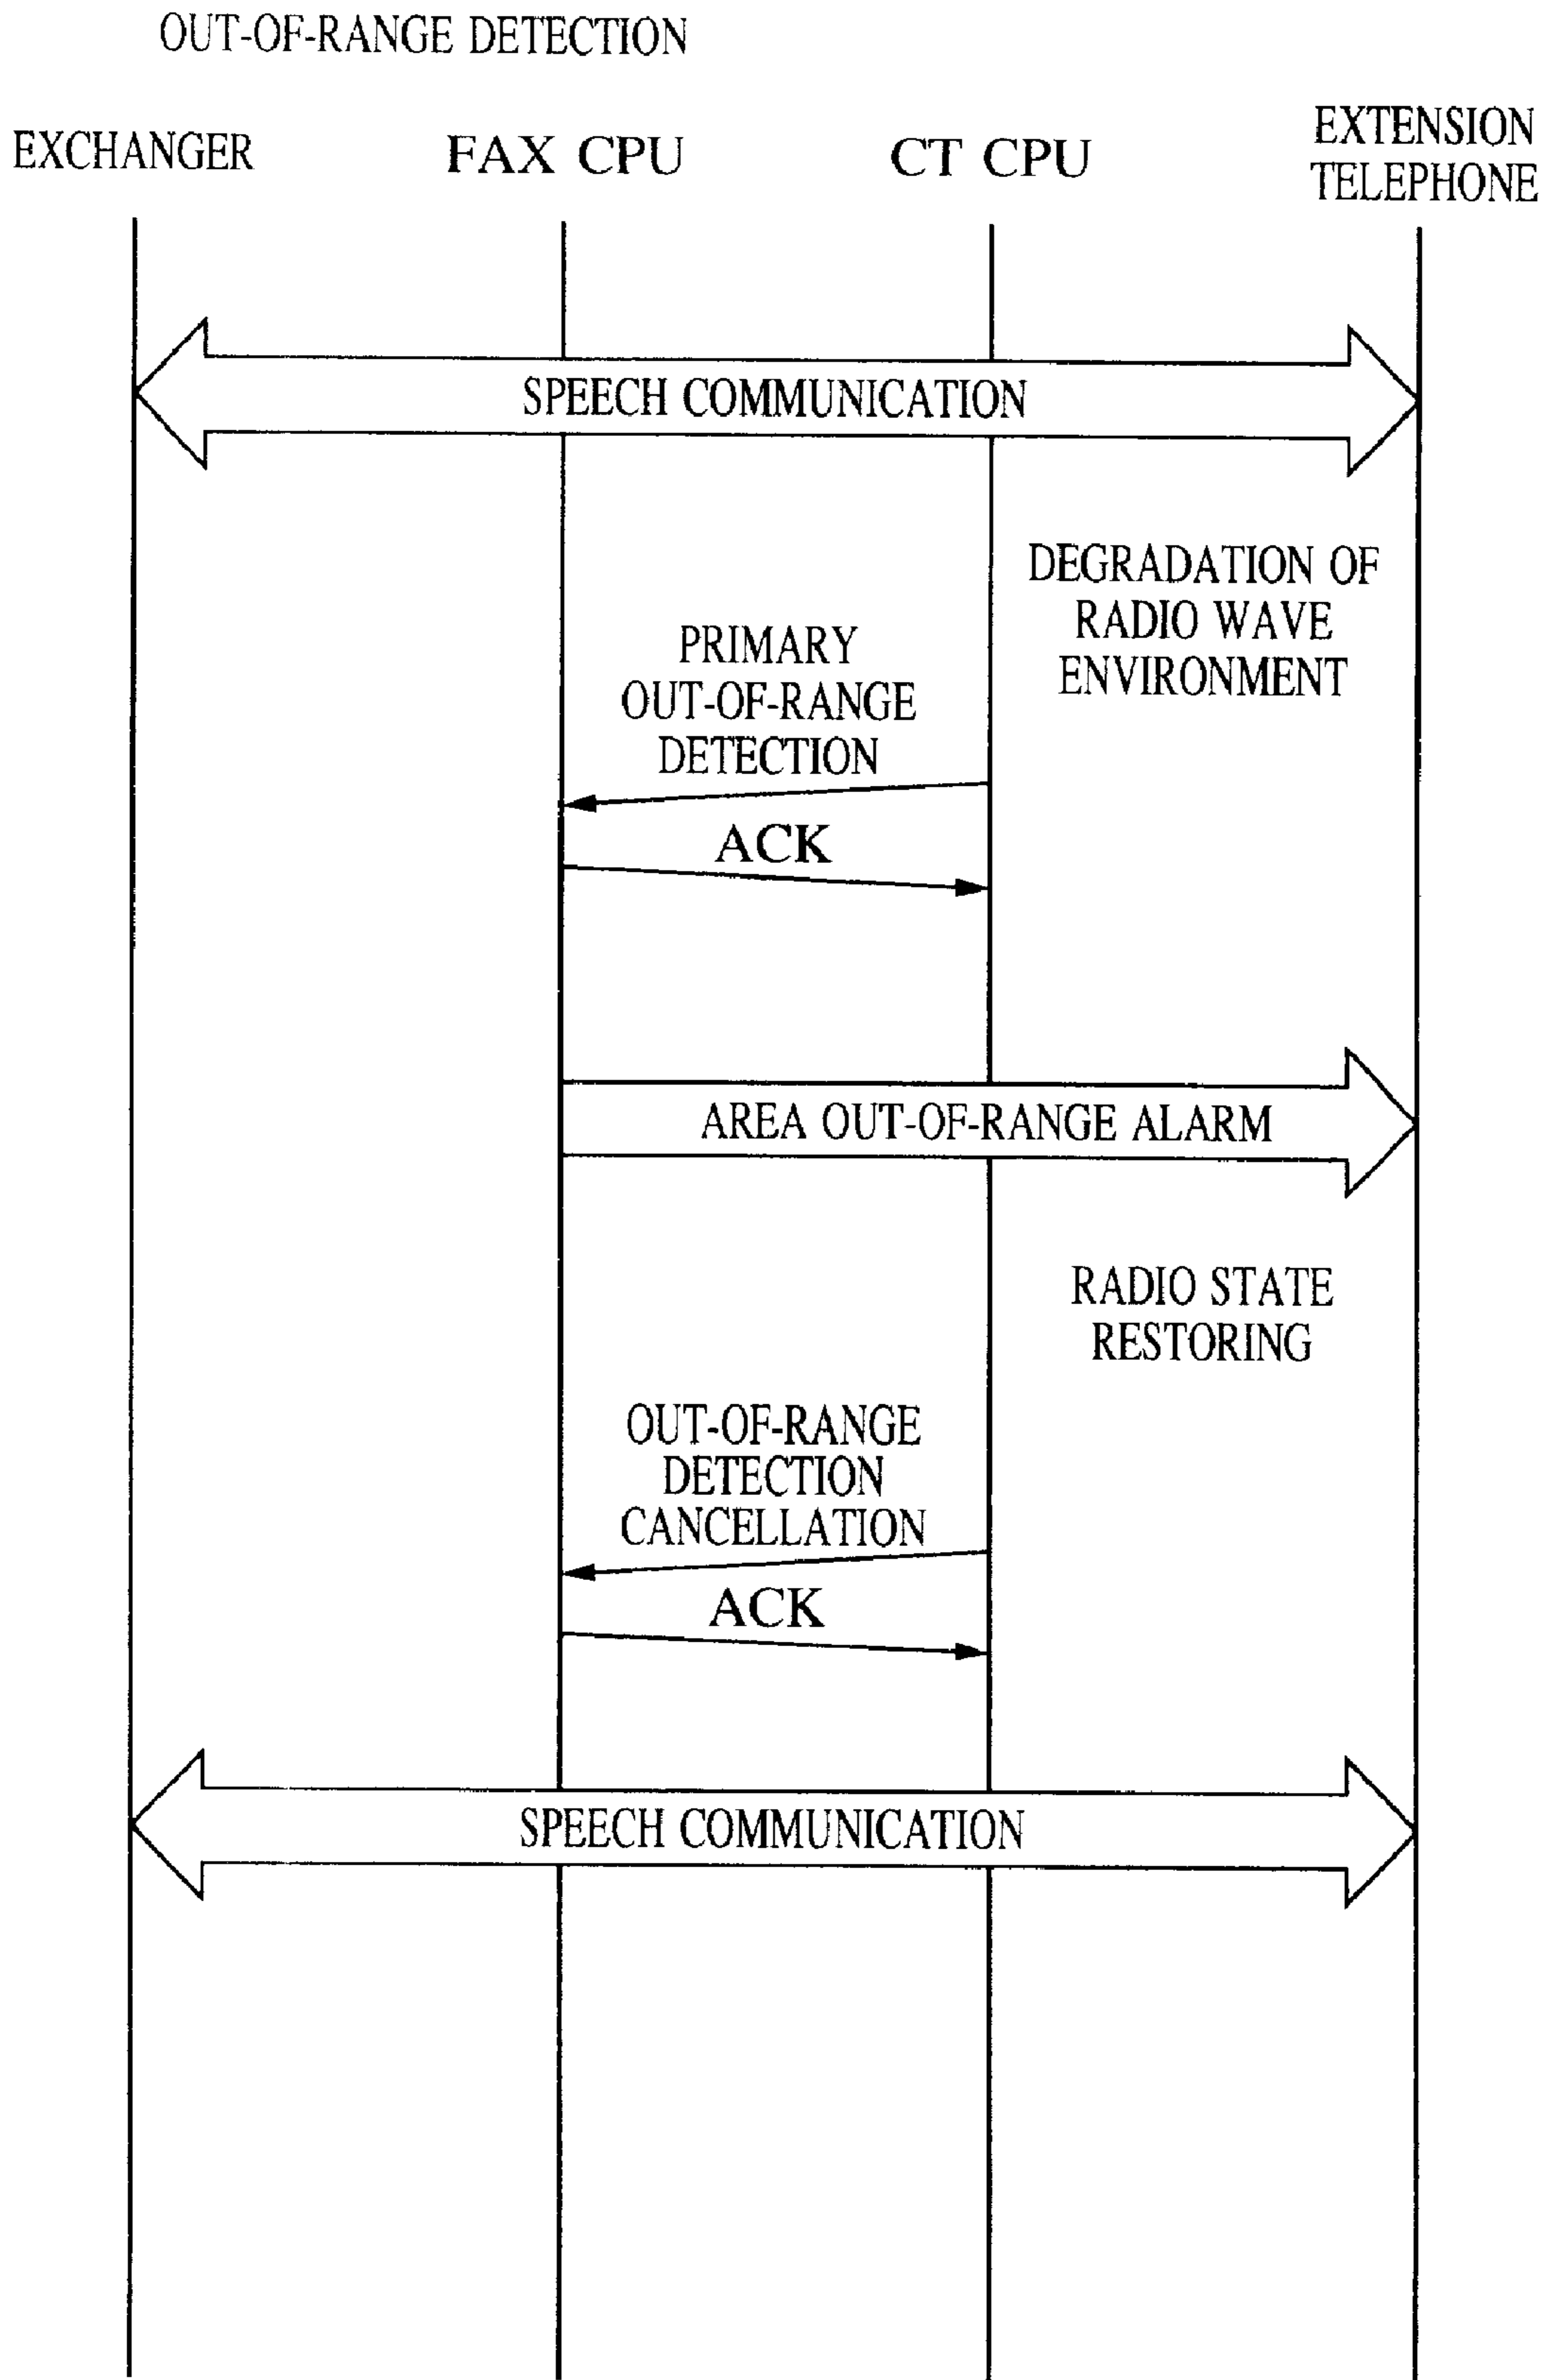 OUT-OF-RANGE DETECTION
EXCHANGER
FAX CPU
CT CPU
EXTENSION
TELEPHONE
SPEECH COMMUNICATION
DEGRADATION OF
RADIO WAVE
ENVIRONMENT
PRIMARY
OUT-OF-RANGE
DETECTION
ACK
AREA OUT-OF-RANGE ALARM
RADIO STATE
RESTORING
OUT-OF-RANGE
DETECTION
CANCELLATION
ACK
SPEECH COMMUNICATION